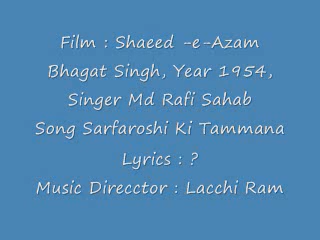 Film : Shaeed -e-Azam
Bhagat Singh, Year 1954,
Singer Md Rafi Sahab
Song Sarfaroshi Ki Tammana
Lyrics : ?
Music Direcctor : Lacchi Ram